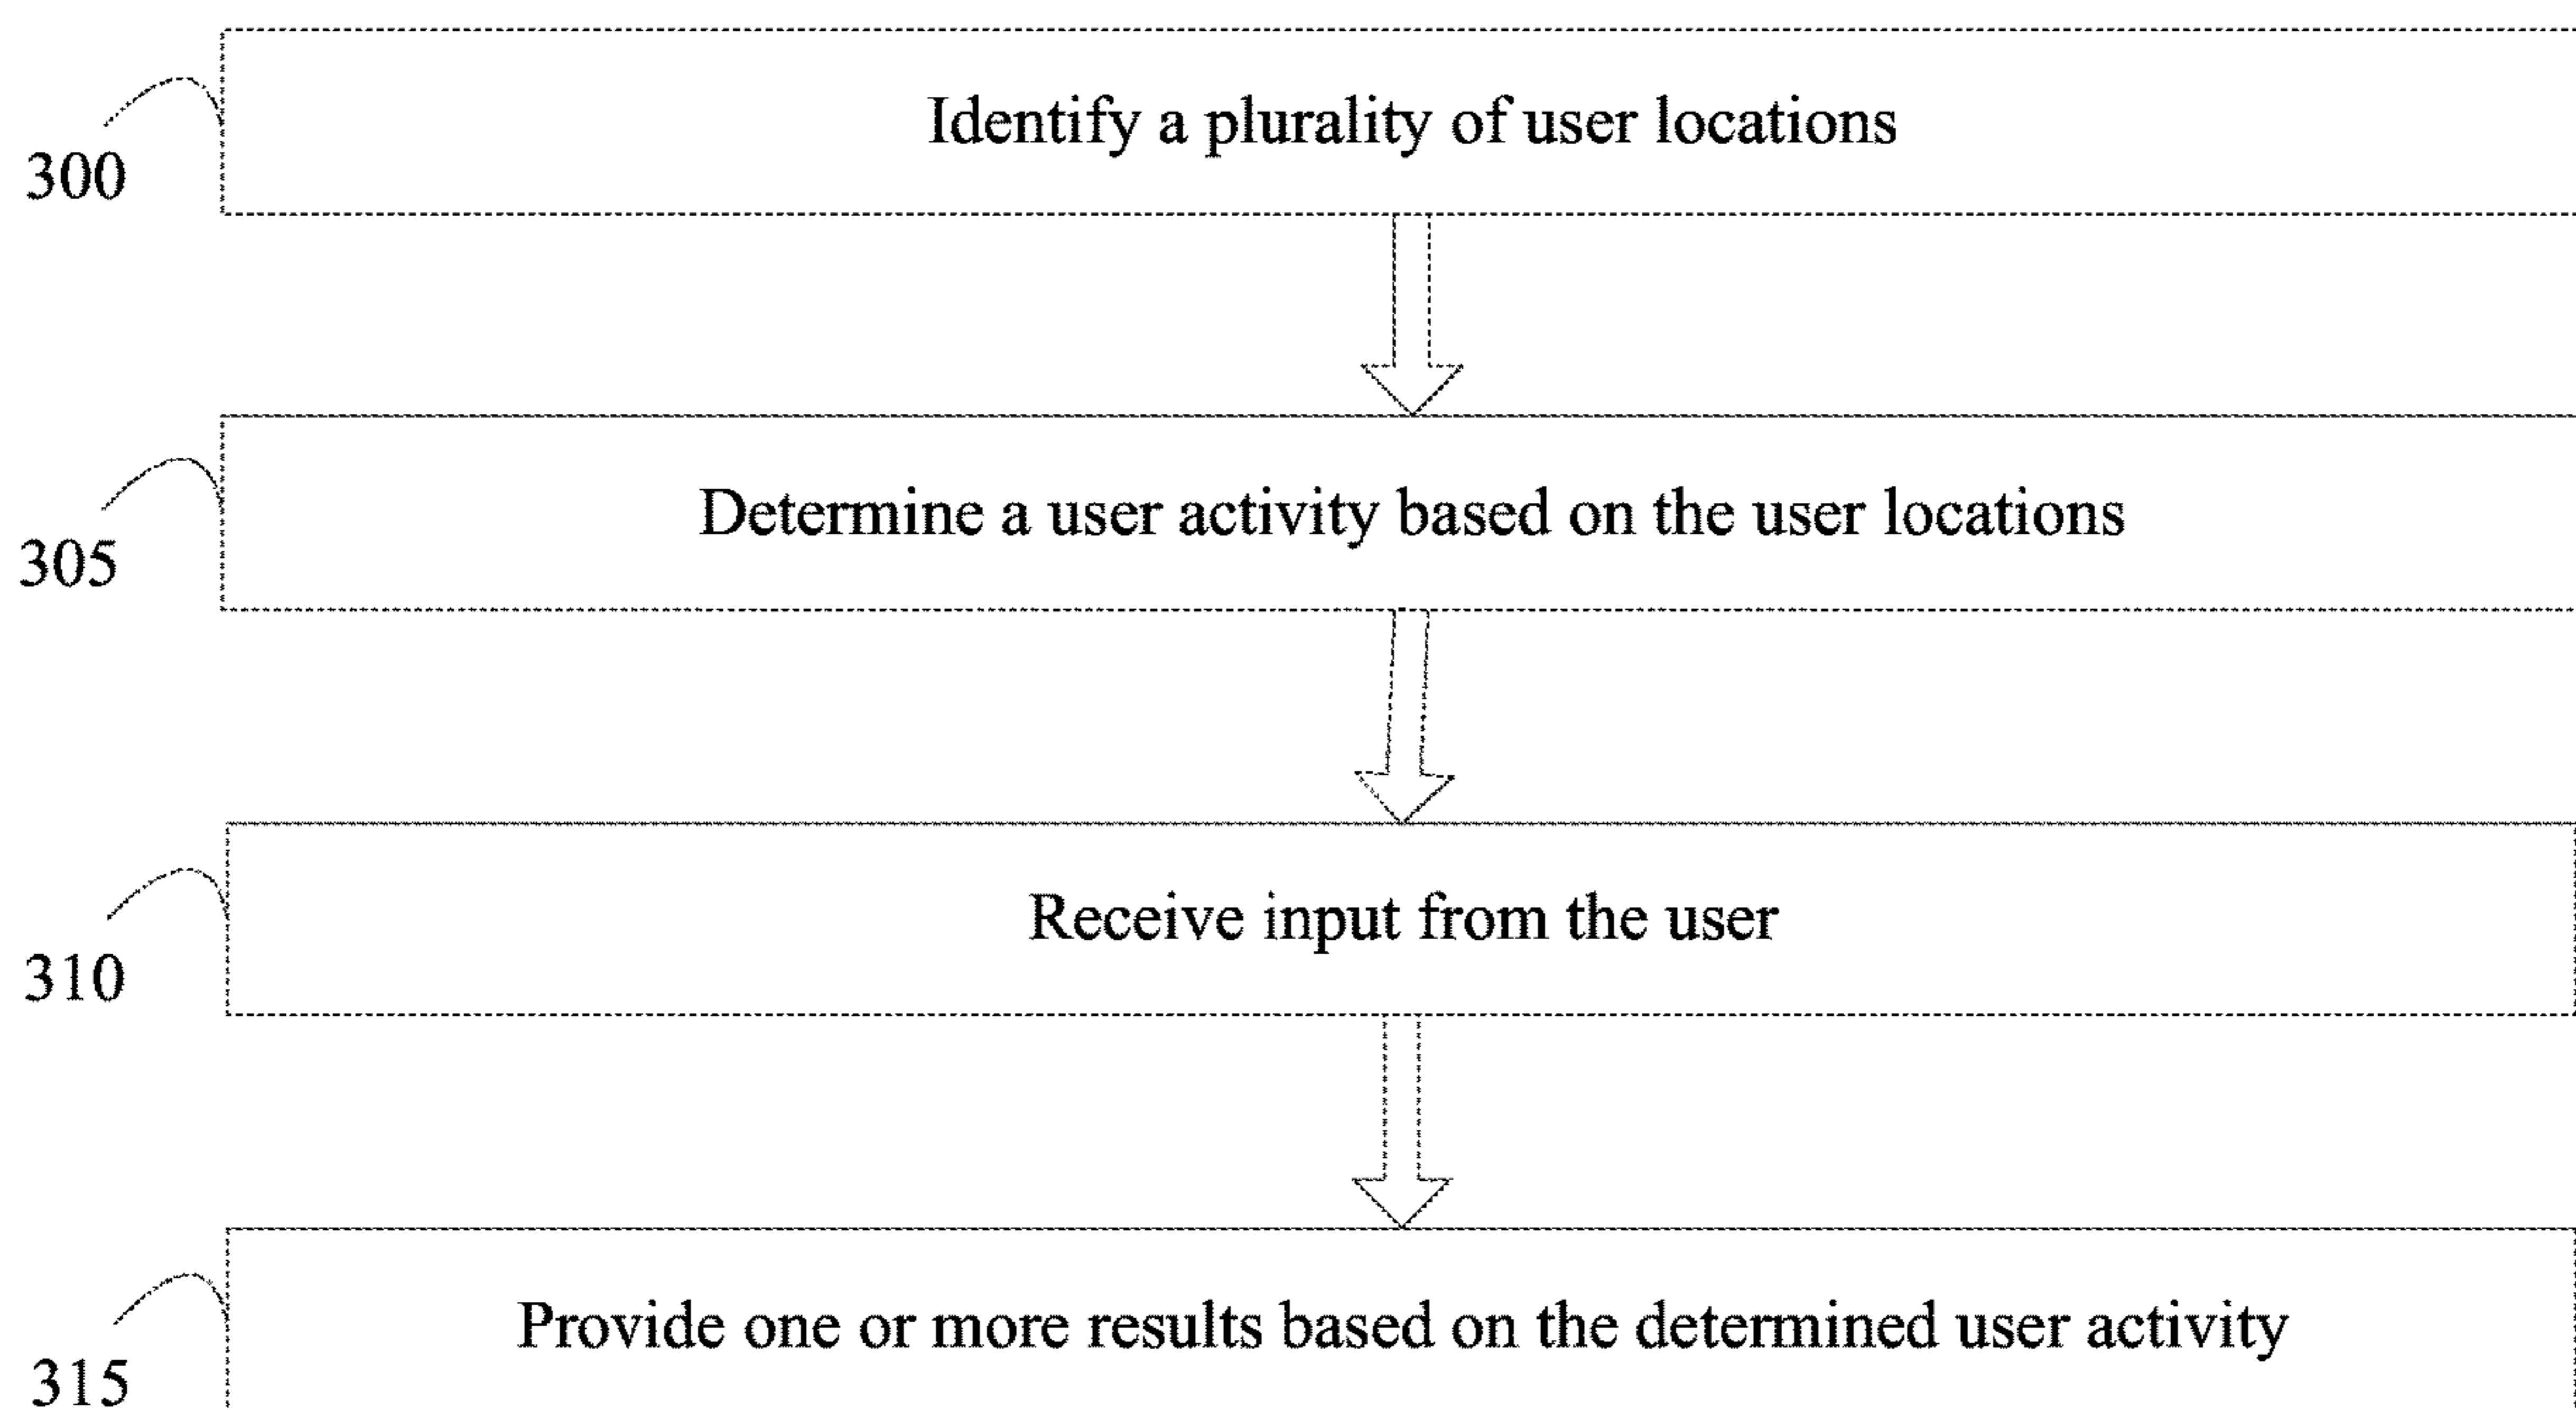 Identify a plurality of user locations
300
Determine a user activity based on the user locations
305
Receive input from the user
310
Provide one or more results based on the determined user activity
315